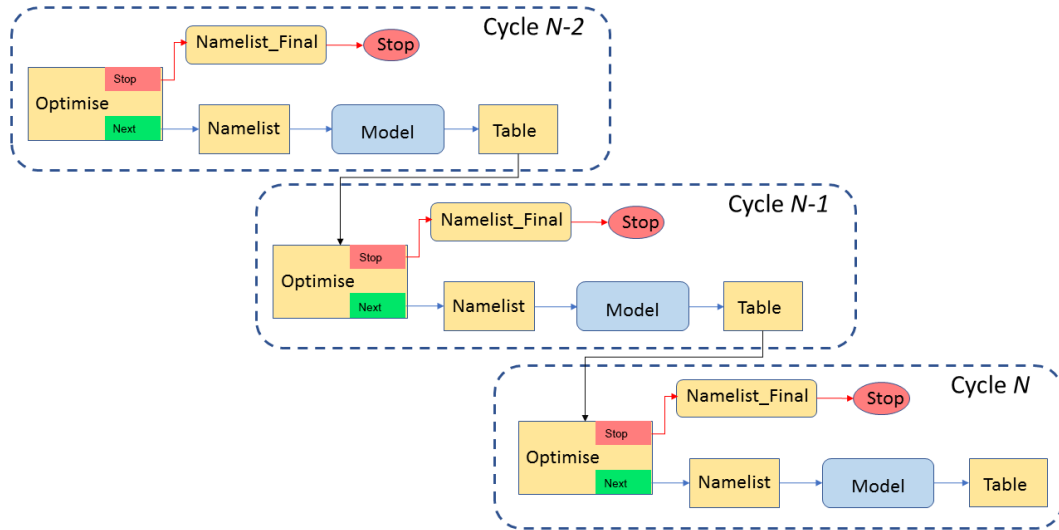 Cycle N-2
Namelist_Final
Stop
Stop
Optimise
Next
Namelist
Model
Table
Cycle N-1
Namelist_Final
Stop
Stop
Optimise
Next
Namelist
Model
Table
Cycle N
Namelist_Final
Stop
Stop
Optimise
Next
Namelist
Model
Table